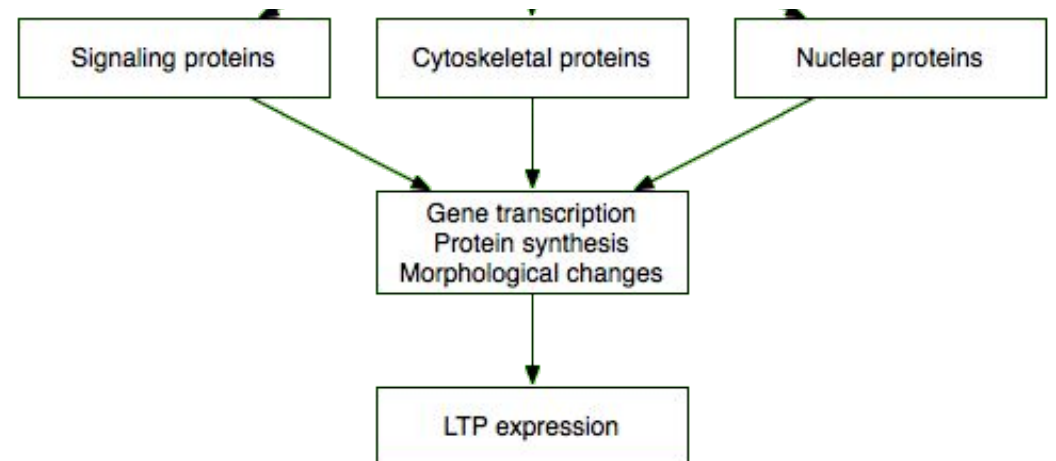 Signaling proteins
Cytoskeletal proteins
Nuclear proteins
Gene transcription
Protein synthesis
Morphological changes
LTP expression